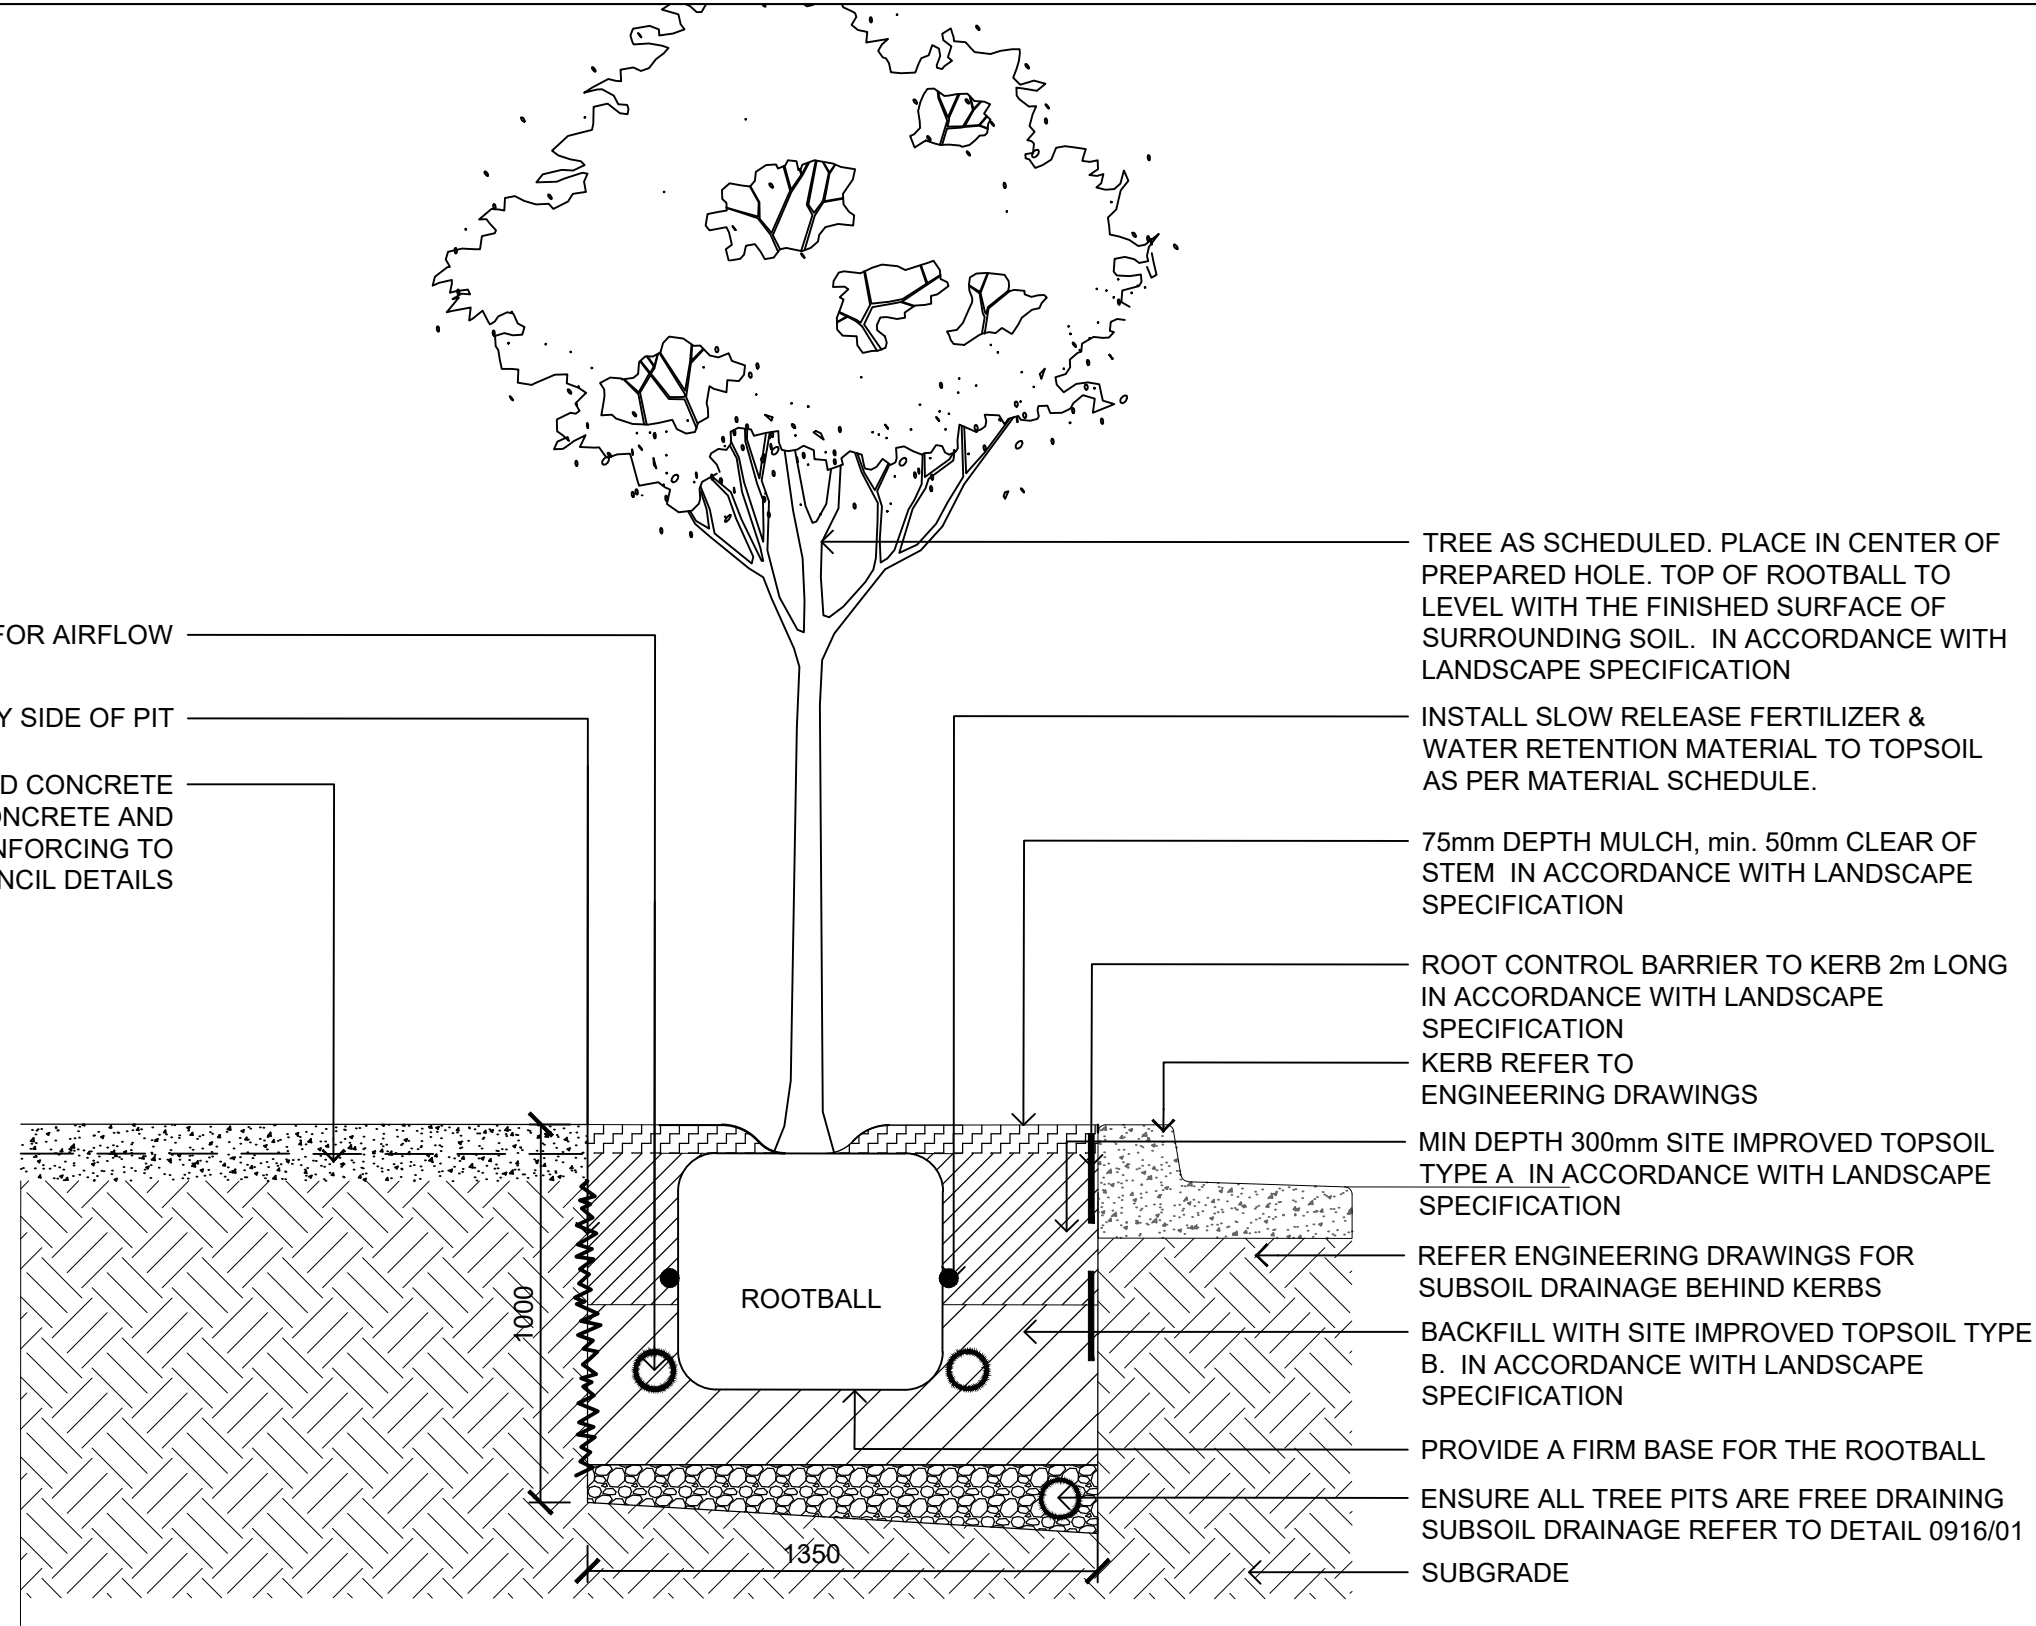 FOR AIRFLOW
SIDE OF PIT
CONCRETE
AND
TO
DETAILS
TREE AS SCHEDULED. PLACE IN CENTER OF
PREPARED HOLE. TOP OF ROOTBALL TO
LEVEL WITH THE FINISHED SURFACE OF
SURROUNDING SOIL. IN ACCORDANCE WITH
LANDSCAPE SPECIFICATION
INSTALL SLOW RELEASE FERTILIZER &
WATER RETENTION MATERIAL TO TOPSOIL
AS PER MATERIAL SCHEDULE.
75mm DEPTH MULCH, min. 50mm CLEAR OF
STEM IN ACCORDANCE WITH LANDSCAPE
SPECIFICATION
ROOT CONTROL BARRIER TO KERB 2m LONG
IN ACCORDANCE WITH LANDSCAPE
SPECIFICATION
KERB REFER TO
ENGINEERING DRAWINGS
MIN DEPTH 300mm SITE IMPROVED TOPSOIL
TYPE A IN ACCORDANCE WITH LANDSCAPE
SPECIFICATION
REFER ENGINEERING DRAWINGS FOR
SUBSOIL DRAINAGE BEHIND KERBS
BACKFILL WITH SITE IMPROVED TOPSOIL TYPE
B. IN ACCORDANCE WITH LANDSCAPE
SPECIFICATION
PROVIDE A FIRM BASE FOR THE ROOTBALL
ENSURE ALL TREE PITS ARE FREE DRAINING
SUBSOIL DRAINAGE REFER TO DETAIL 0916/01
SUBGRADE
ROOTBALL
1000
1350